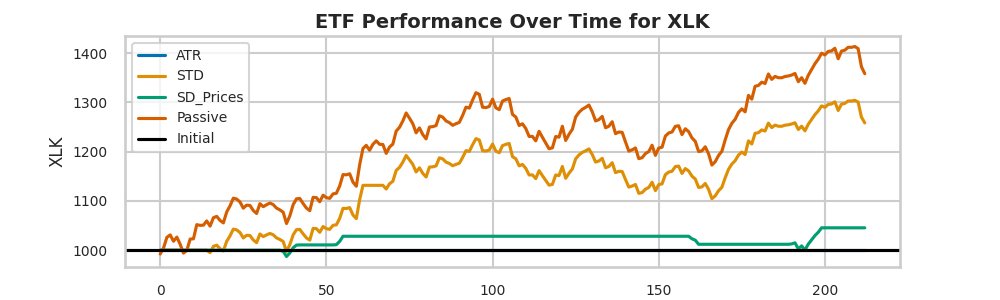 ETF Performance Over Time for XLK
XLK
1400
1300
1200
1100
1000
ATR
STD
SD_Prices
Passive
Initial
0
50
100
150
200